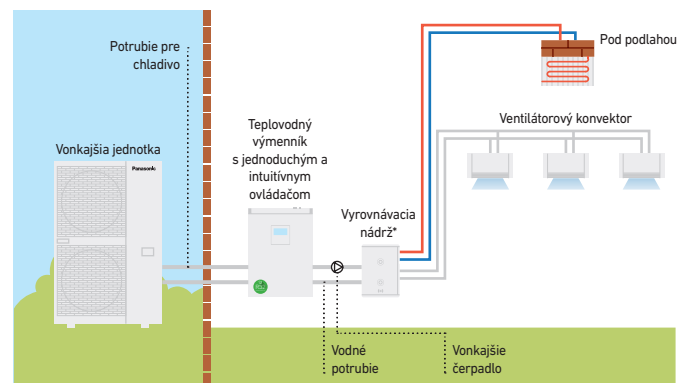 Potrubie pre
chladivo
Pod podlahou
Vonkajšia jednotka
Panasonic
Teplovodný
výmenník
s jednoduchým a
intuitívnym
ovládačom
Ventilátorový konvektor
Vyrovnávacia
nádrž*
Vodné
potrubie
Vonkajšie
čerpadlo